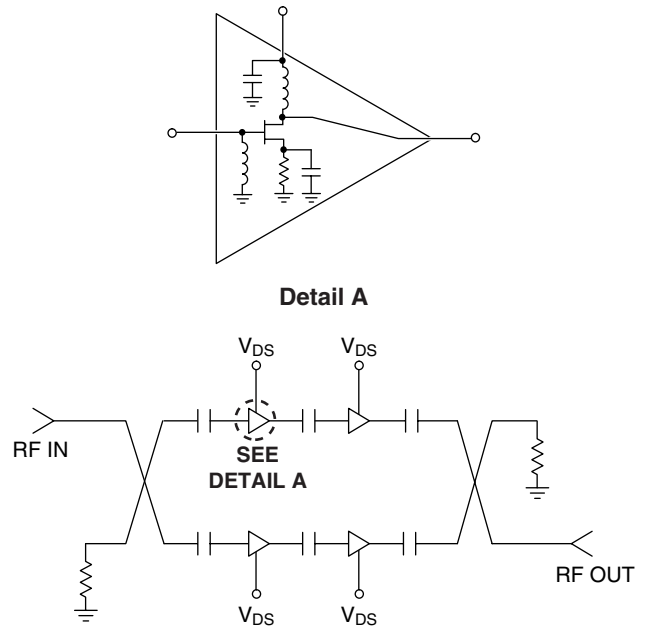 Detail A
V_DS
V_DS
RF IN
SEE
DETAIL A
RF OUT
V_DS
V_DS